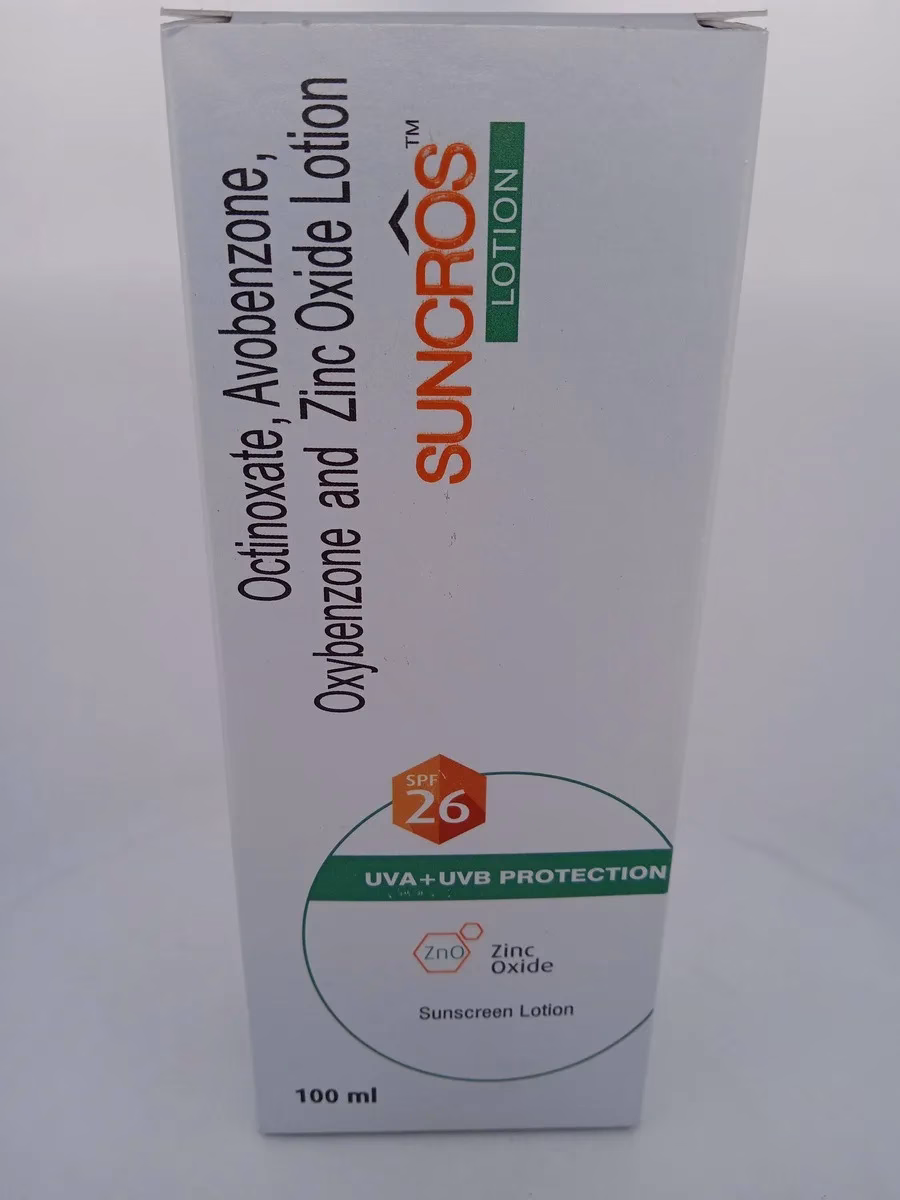 Octinoxate, Avobenzone,
Oxybenzone and Zinc Oxide Lotion
SUNCRÔS™
LOTION
SPF
26
UVA+UVB PROTECTION
ZnO
Zinc
Oxide
Sunscreen Lotion
100 ml